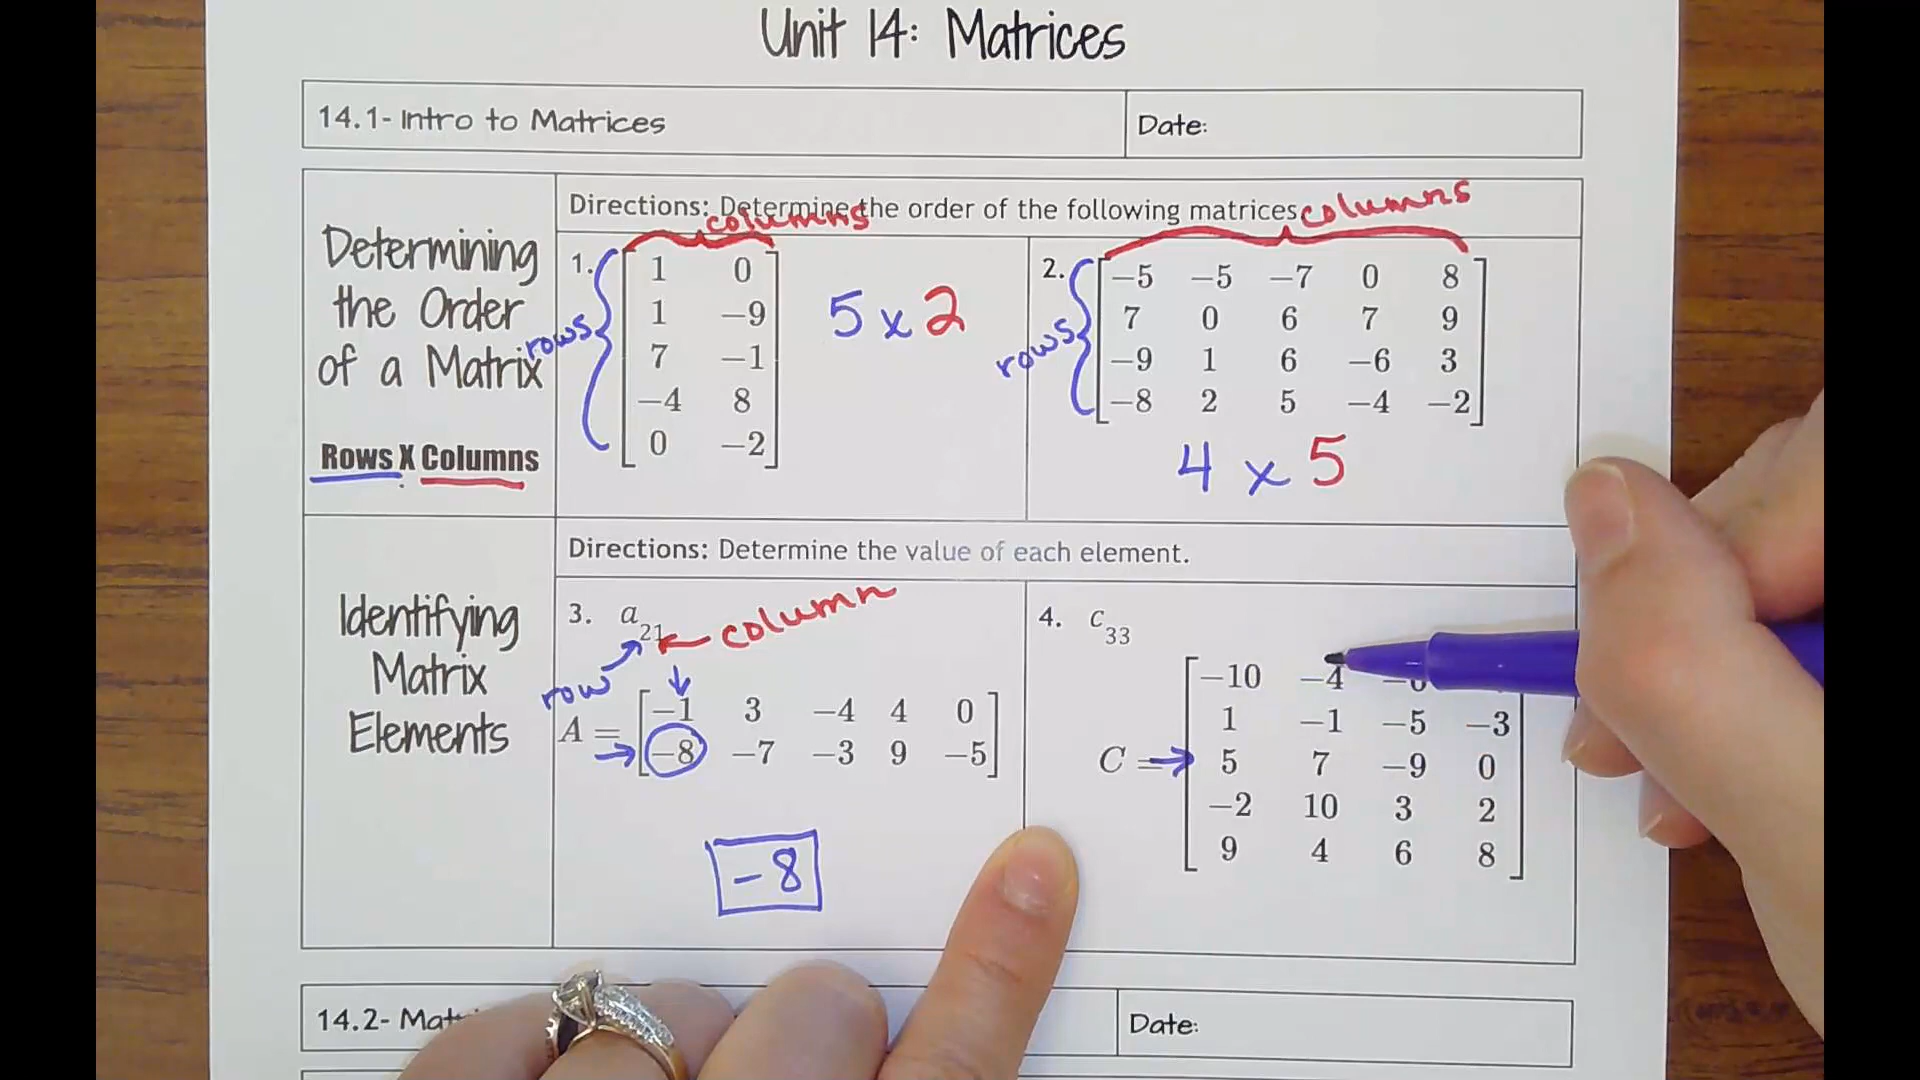 Unit 14: Matrices
14.1- Intro to Matrices
Date:
Determining
the Order
of a Matrix
Rows X Columns
Directions: Determine the order of the following matrices
columns
columns
1.
rows
1 0
1 -9
7 -1
-4 8
0 -2
5 x 2
2.
rows
-5 -5 -7 0 8
7 0 6 7 9
-9 1 6 -6 3
-8 2 5 -4 -2
4 x 5
Identifying
Matrix
Elements
Directions: Determine the value of each element.
3. a21
column
row
A =
-1 3 -4 4 0
-8 -7 -3 9 -5
-8
4. c33
C =
-10 -4
1 -1 -5 -3
5 7 -9 0
-2 10 3 2
9 4 6 8
14.2-
Date: